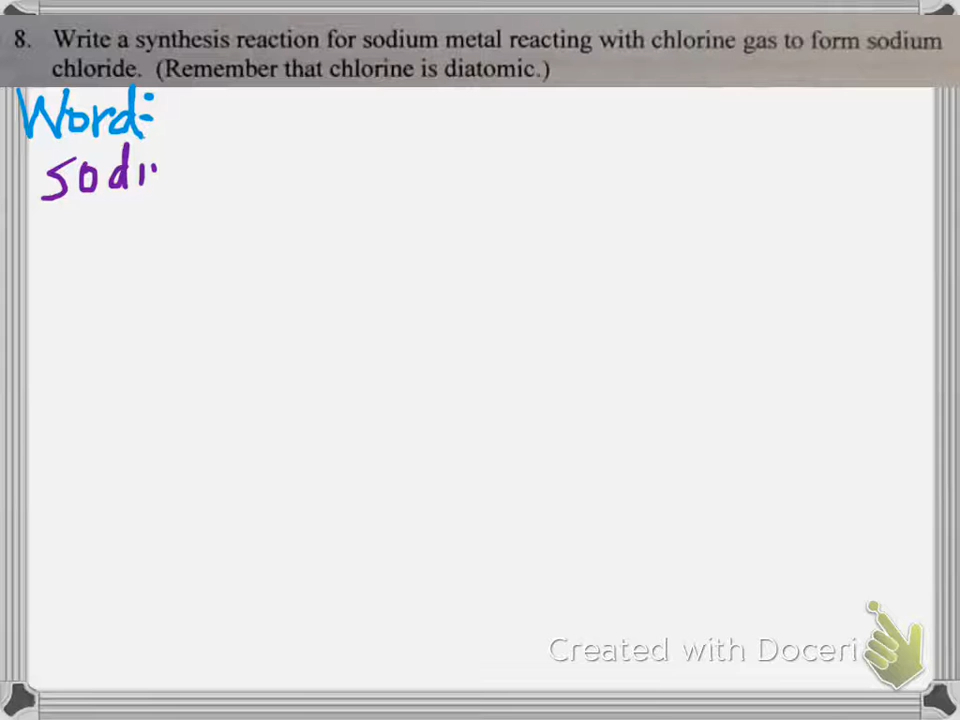 8. Write a synthesis reaction for sodium metal reacting with chlorine gas to form sodium
chloride. (Remember that chlorine is diatomic.)
Word:
sodi
Created with Doceri